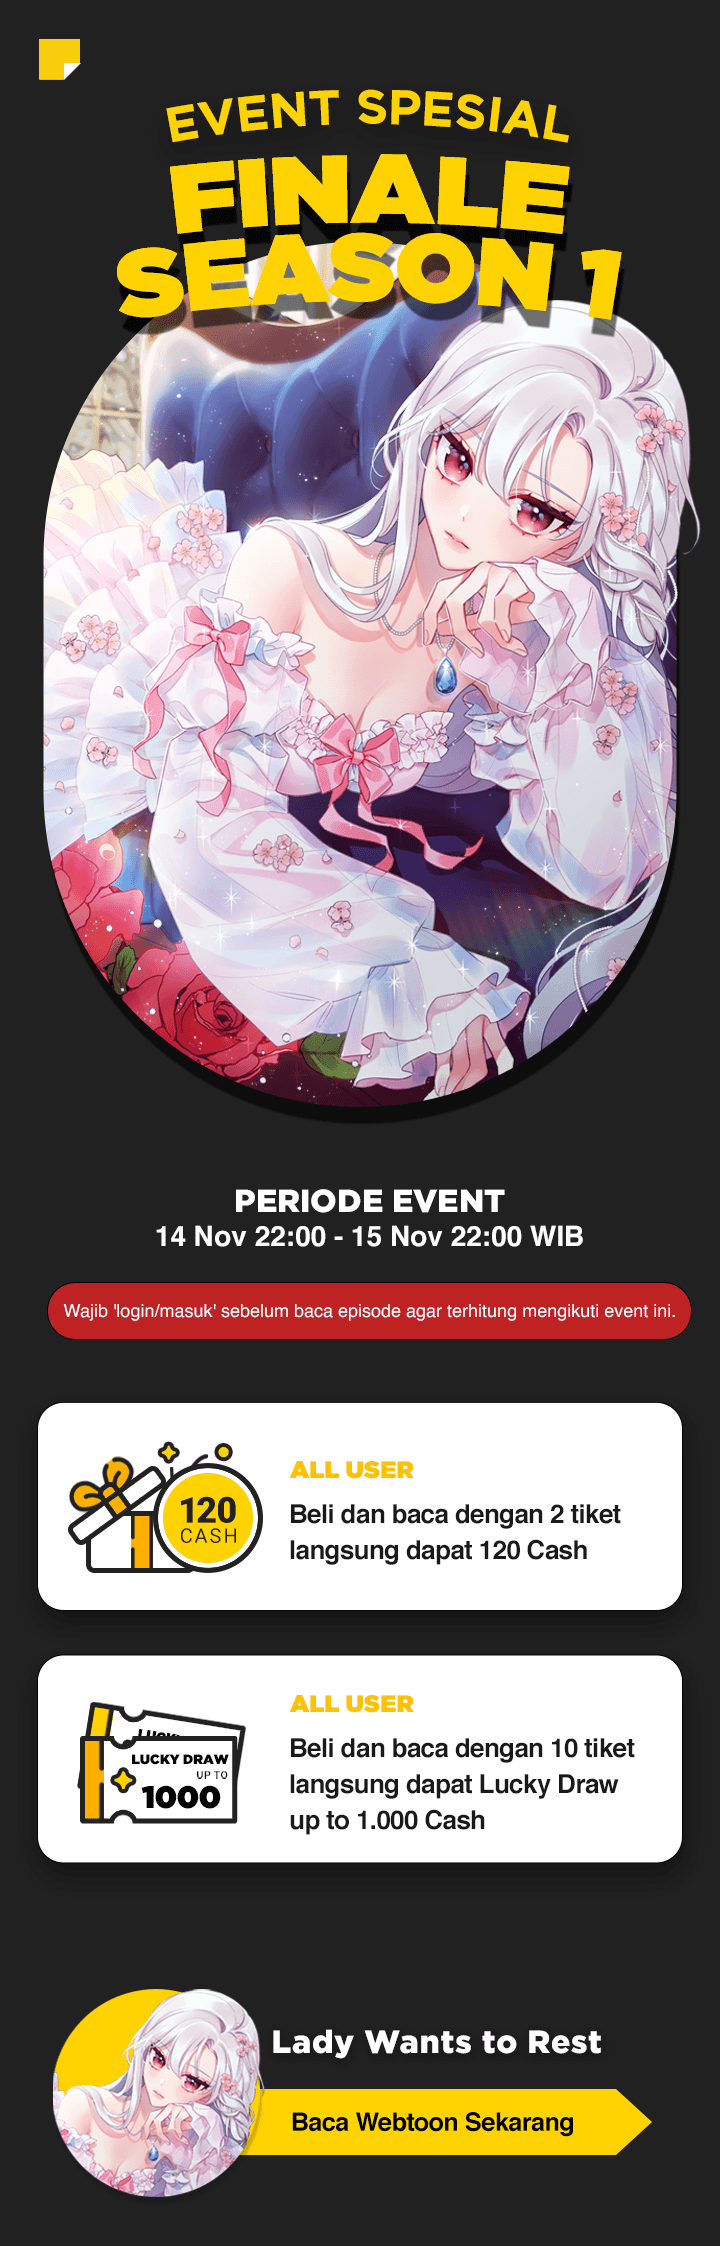 EVENT SPESIAL
FINALE
SEASON 1
PERIODE EVENT
14 Nov 22:00 - 15 Nov 22:00 WIB
Wajib 'login/masuk' sebelum baca episode agar terhitung mengikuti event ini.
120
CASH
ALL USER
Beli dan baca dengan 2 tiket
langsung dapat 120 Cash
LUCKY DRAW
UP TO
1000
ALL USER
Beli dan baca dengan 10 tiket
langsung dapat Lucky Draw
up to 1.000 Cash
Lady Wants to Rest
Baca Webtoon Sekarang